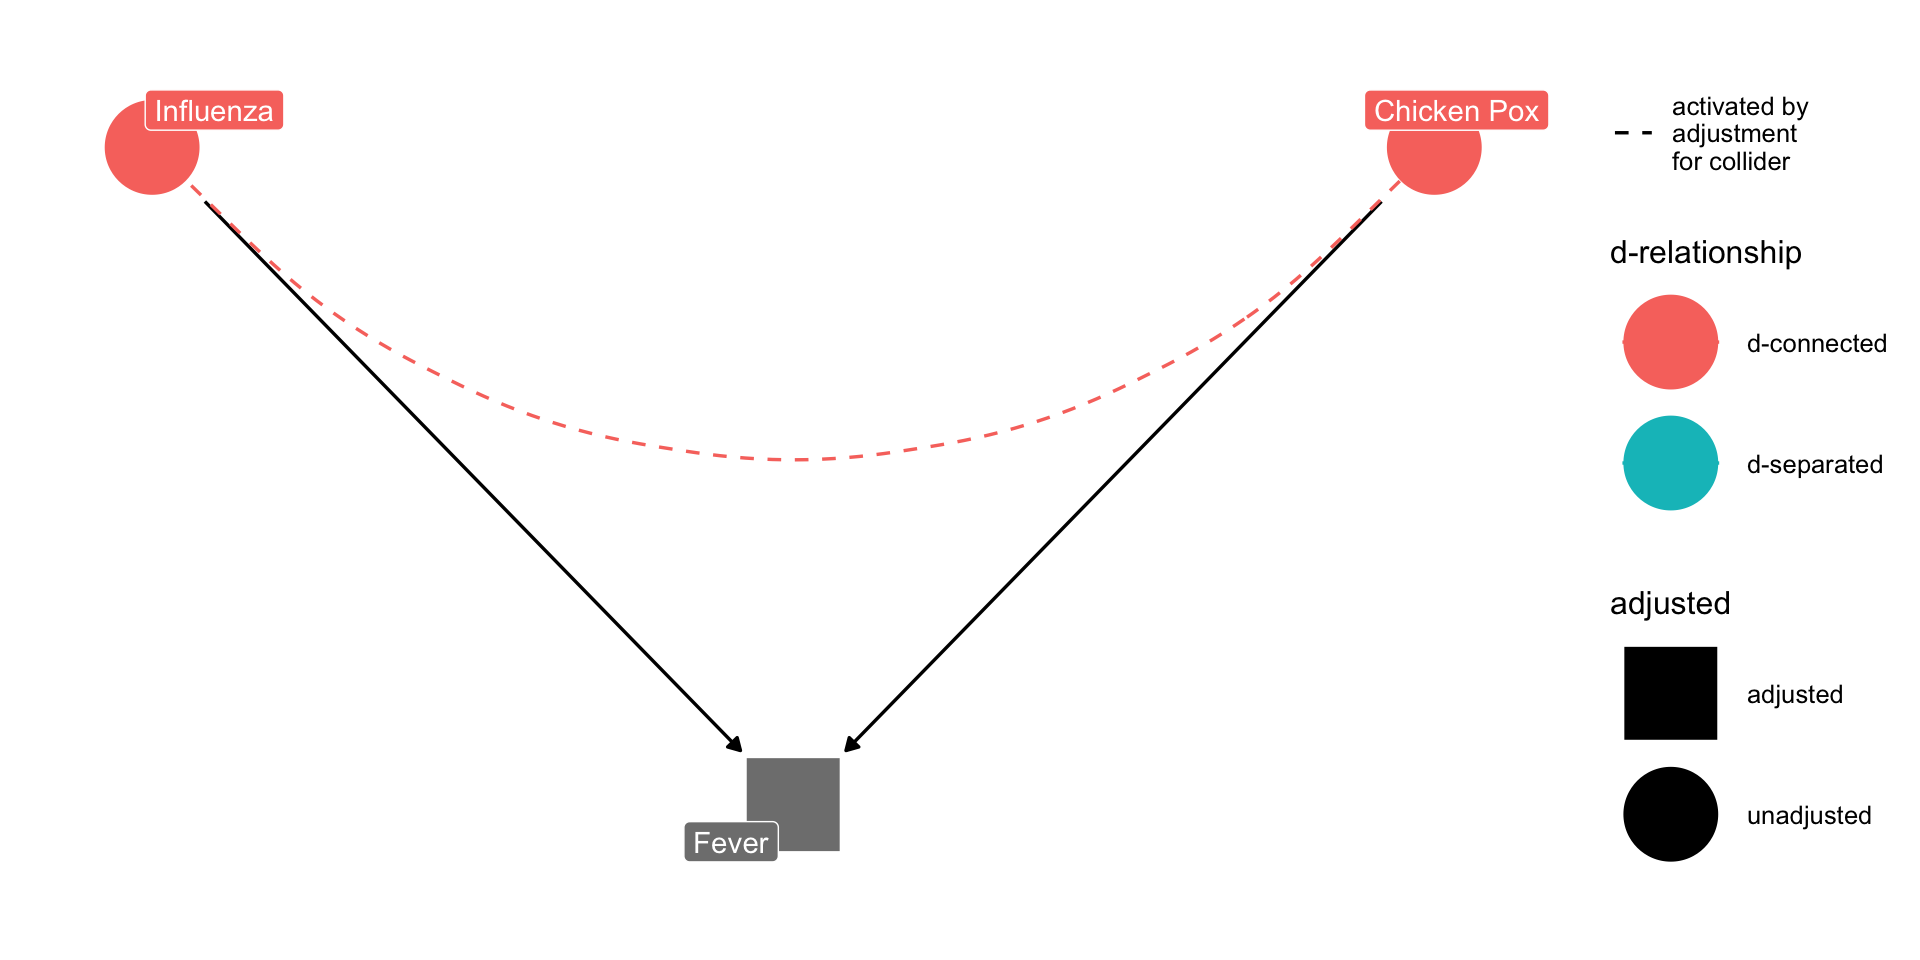 Influenza
Chicken Pox
Fever
activated by
adjustment
for collider
d-relationship
d-connected
d-separated
adjusted
adjusted
unadjusted